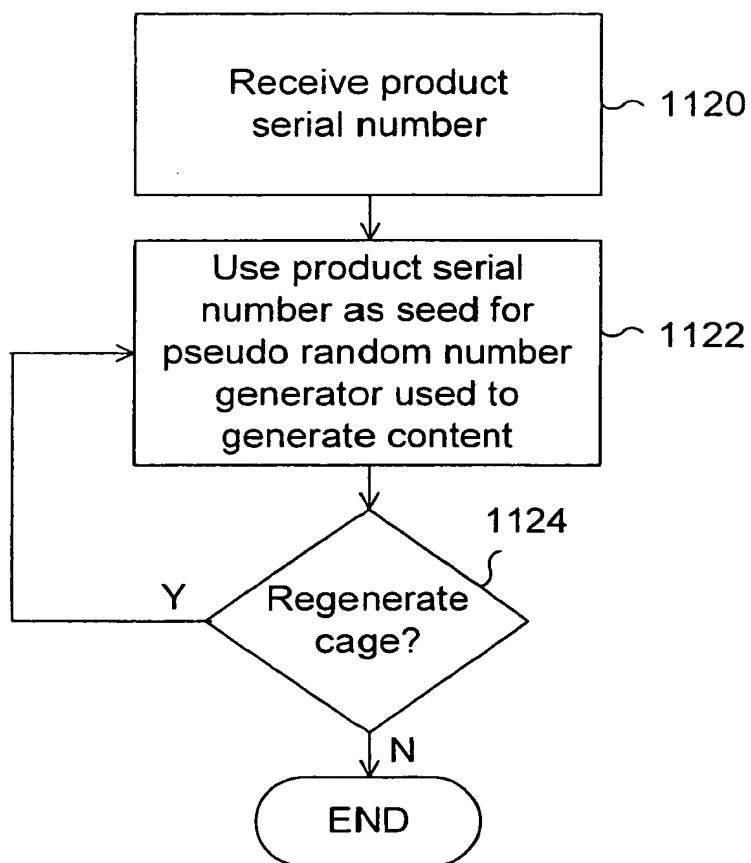 Receive product
serial number
1120
Use product serial
number as seed for
pseudo random number
generator used to
generate content
1122
1124
Regenerate
cage?
Y
N
END